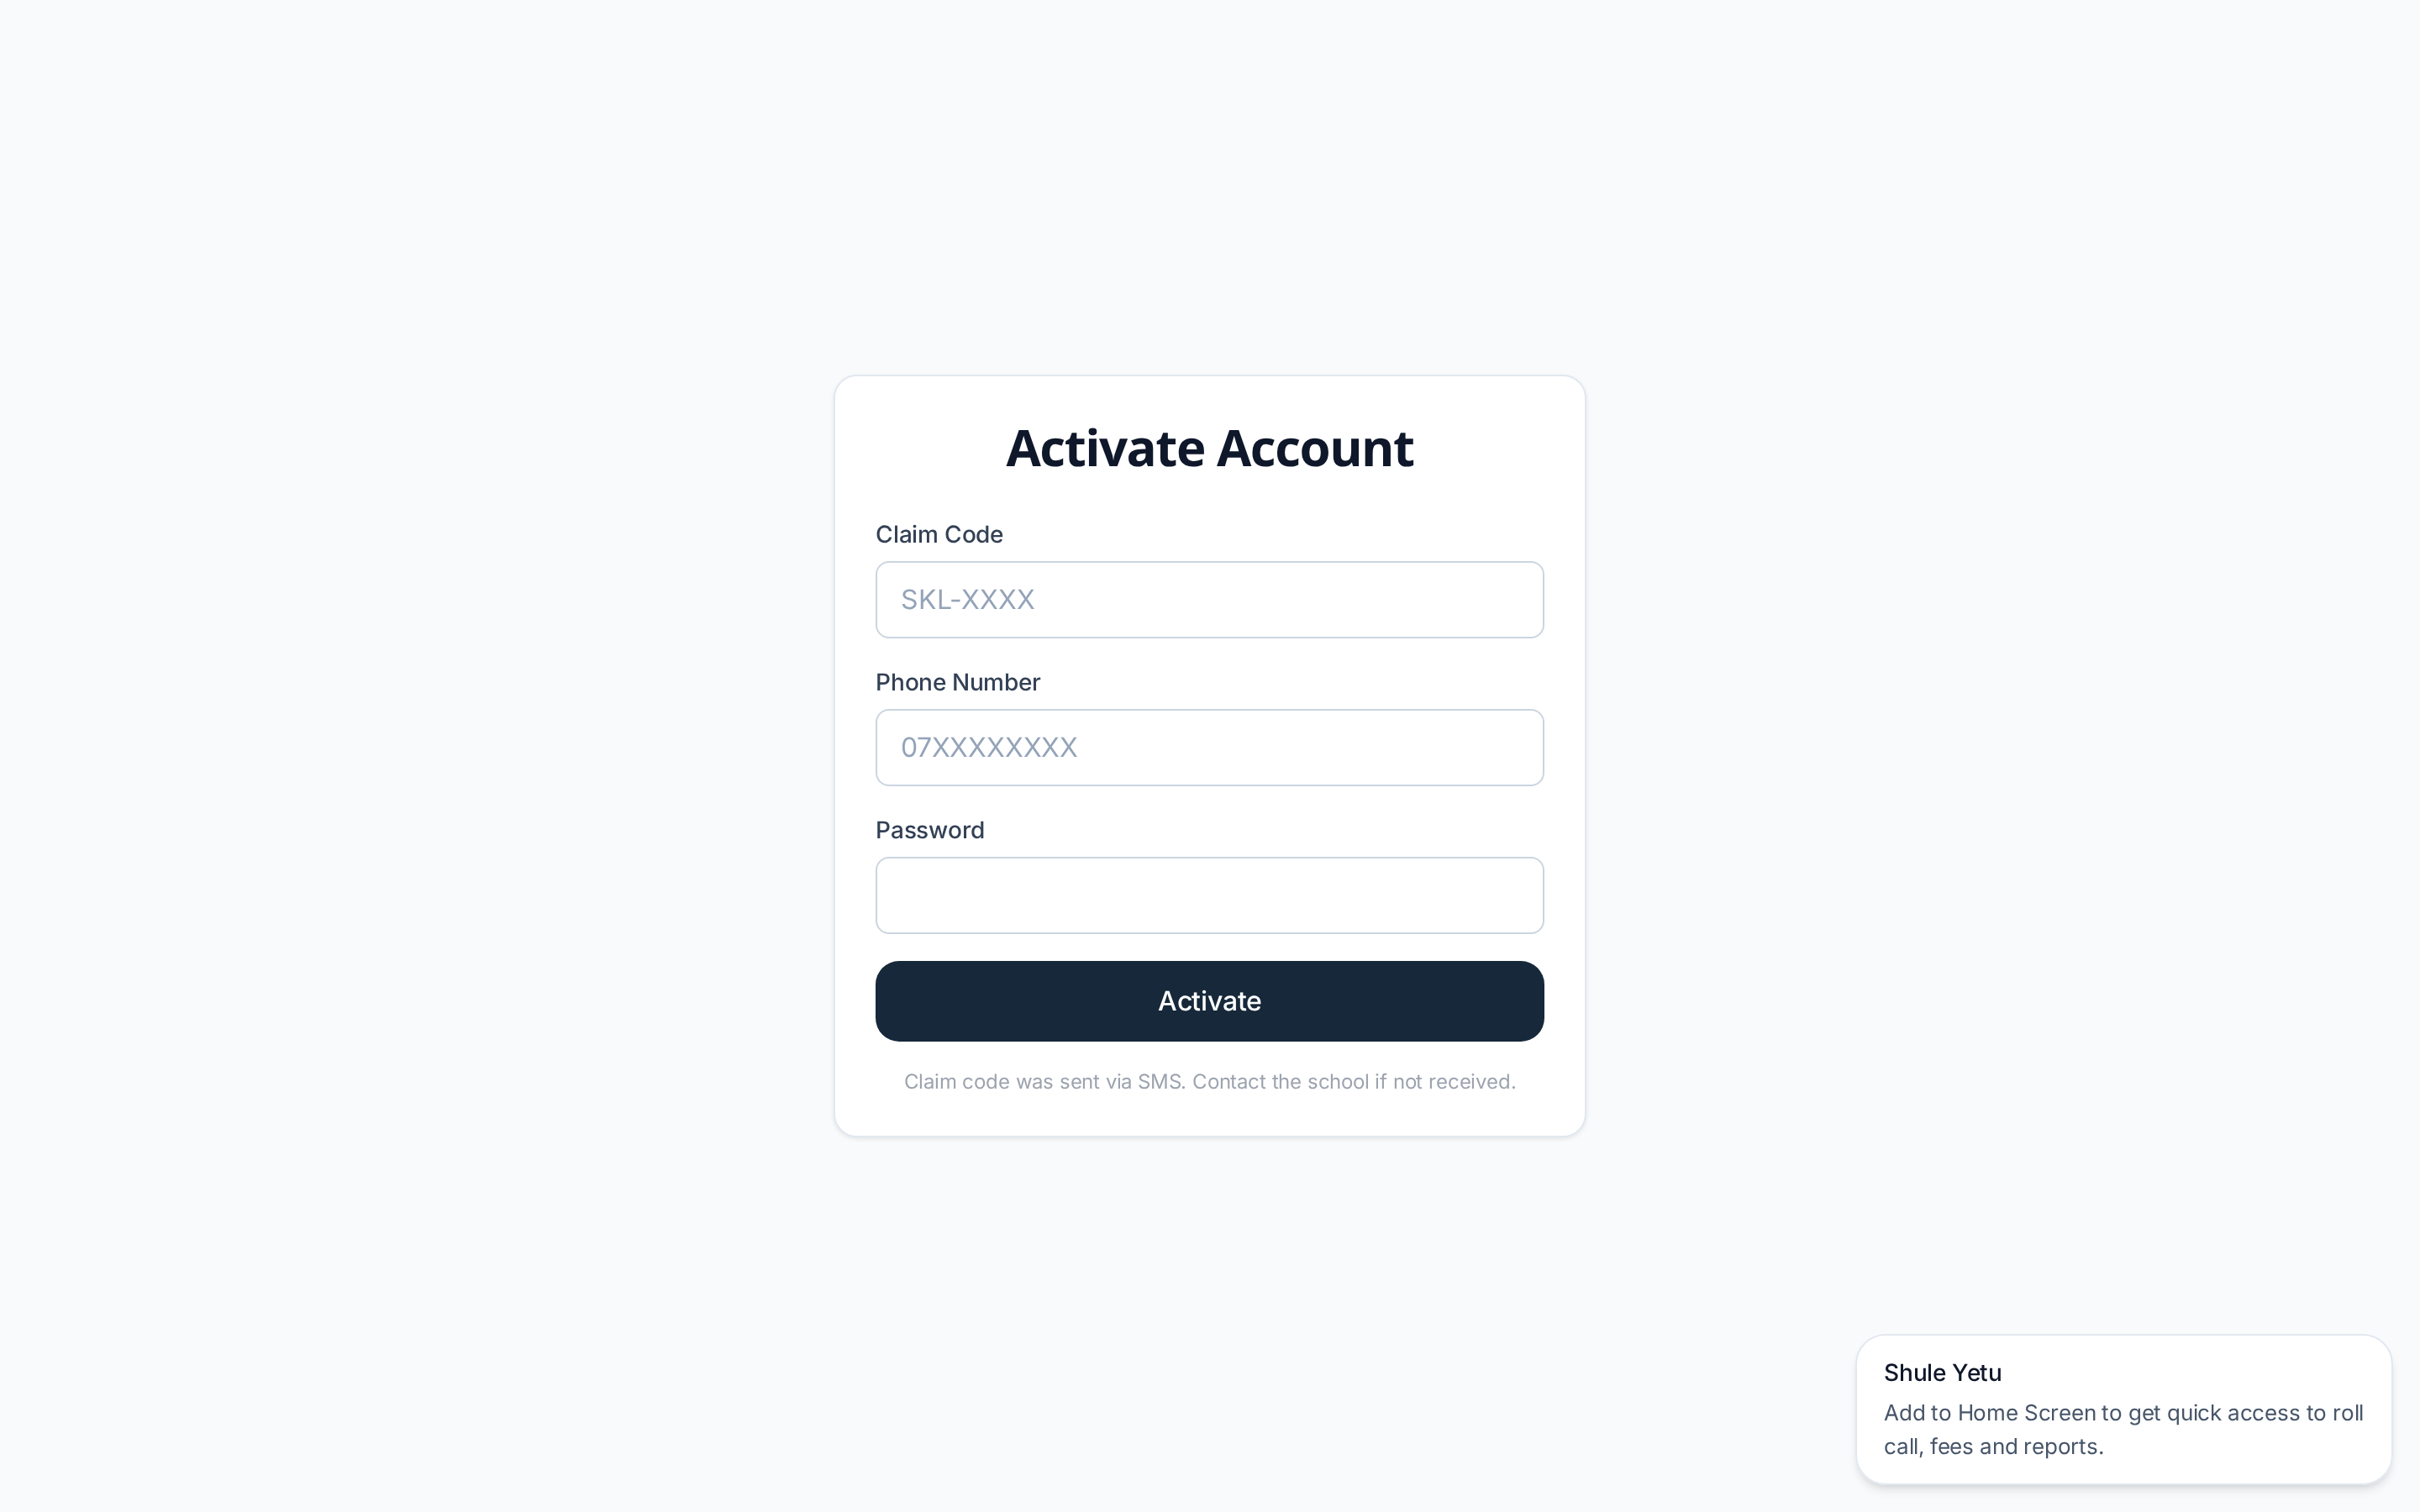 Activate Account
Claim Code
SKL-XXXX
Phone Number
07XXXXXXXX
Password
Activate
Claim code was sent via SMS. Contact the school if not received.
Shule Yetu
Add to Home Screen to get quick access to roll
call, fees and reports.